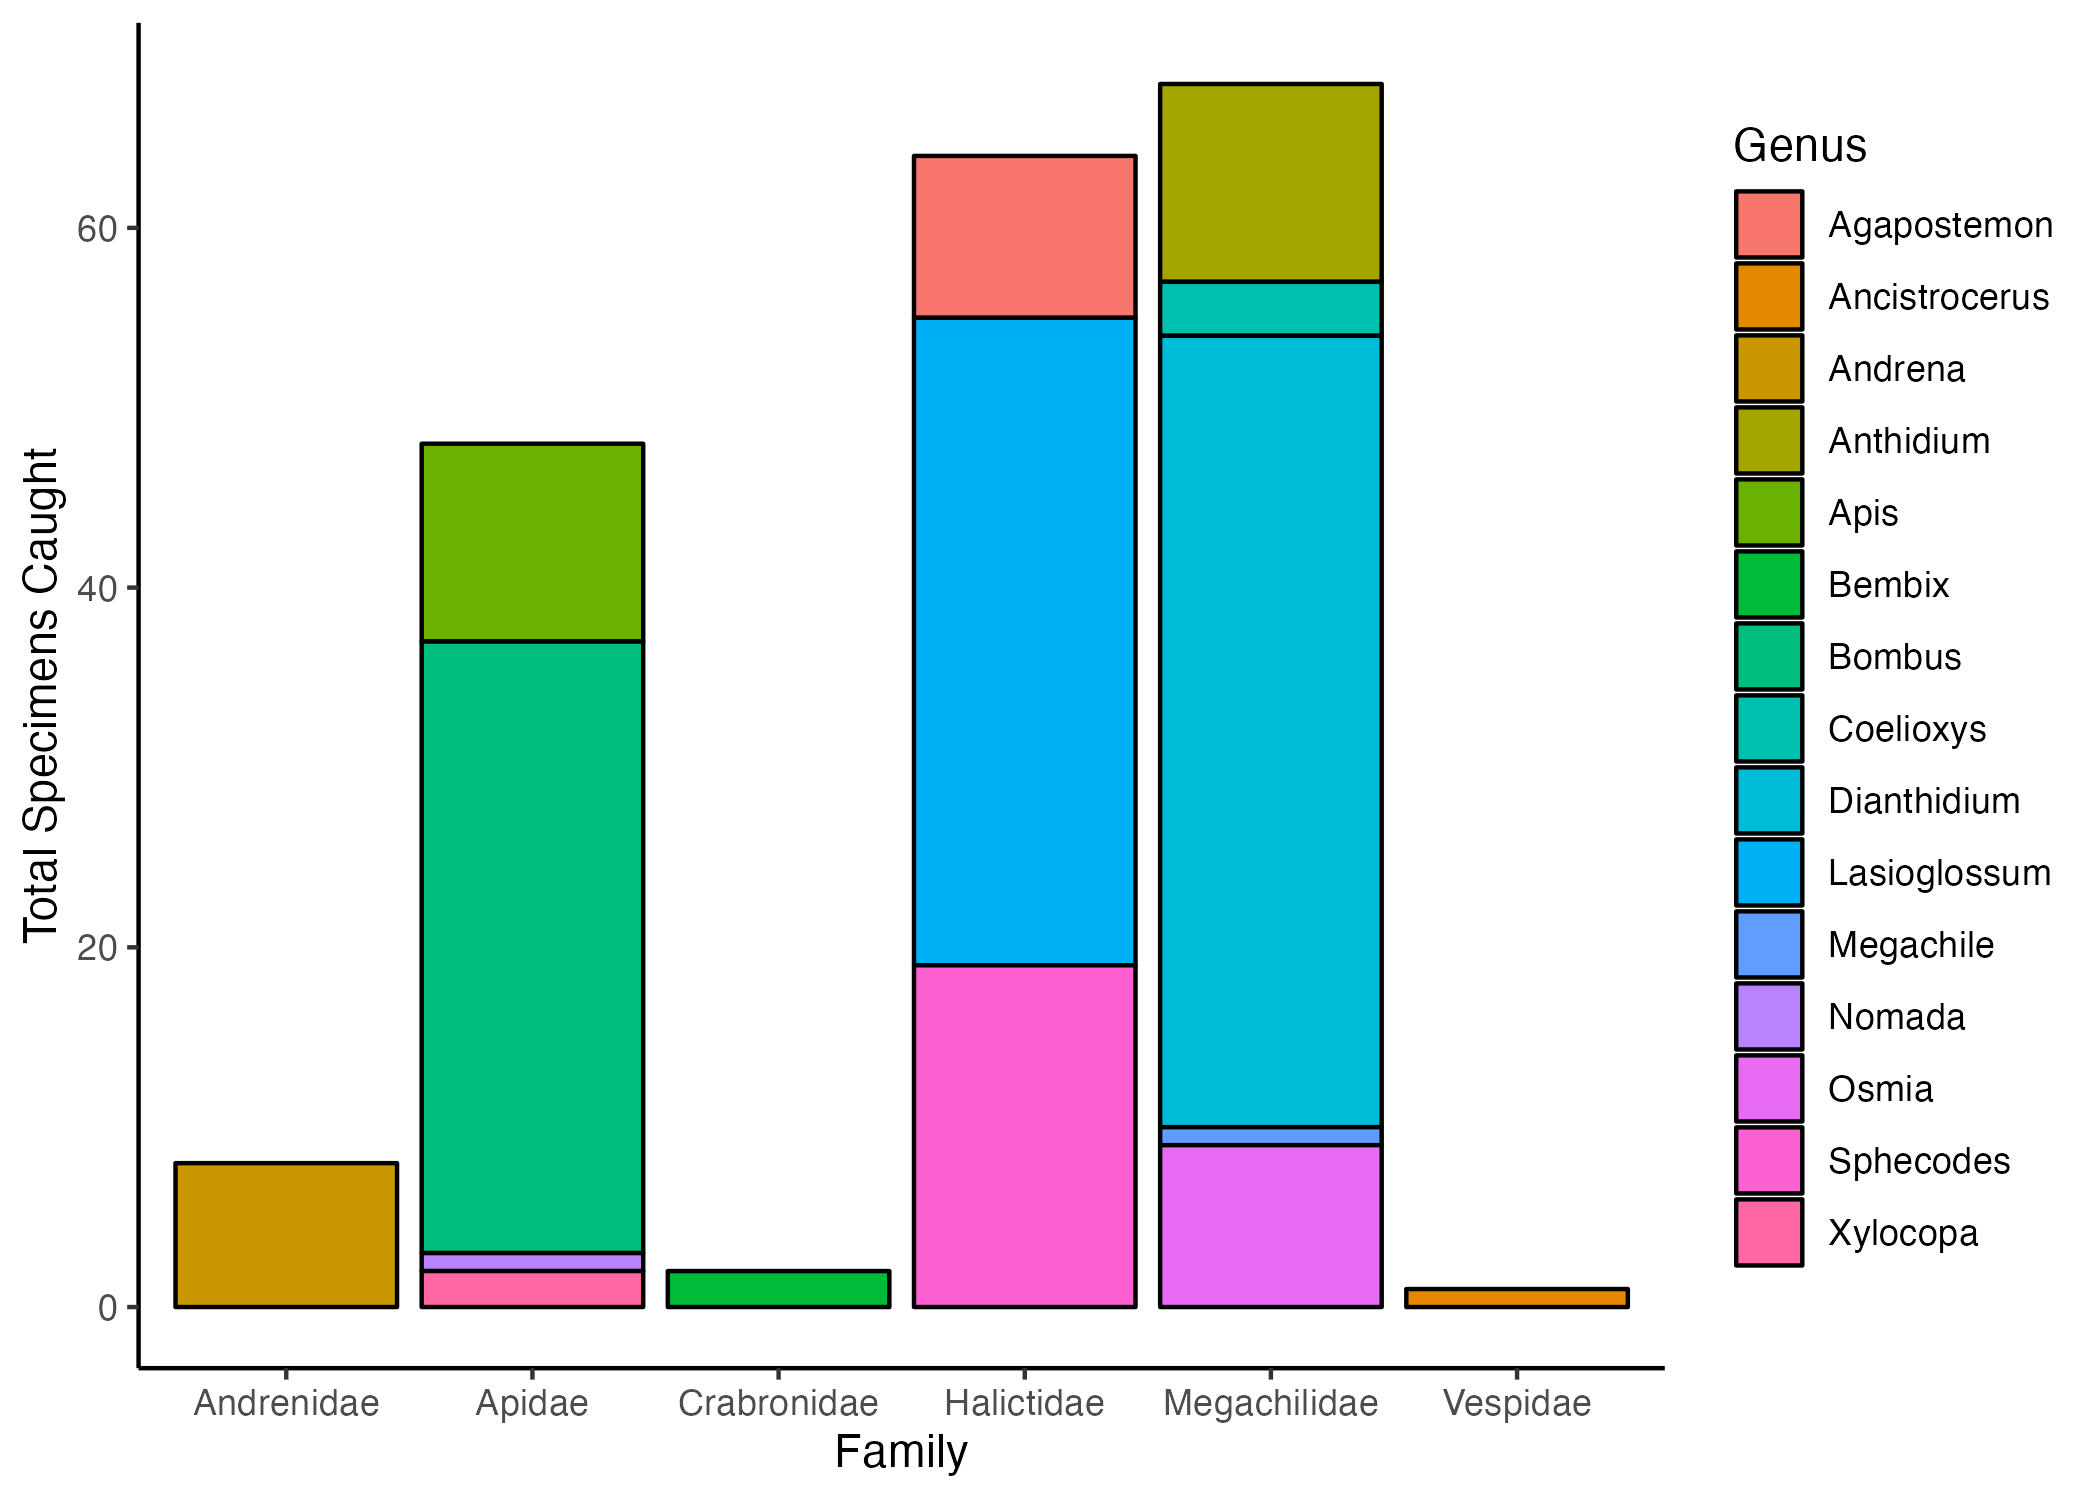 Total Specimens Caught
60
40
20
0
Andrenidae Apidae Crabronidae Halictidae Megachilidae Vespidae
Family
Genus
Agapostemon
Ancistrocerus
Andrena
Anthidium
Apis
Bembix
Bombus
Coelioxys
Dianthidium
Lasioglossum
Megachile
Nomada
Osmia
Sphecodes
Xylocopa